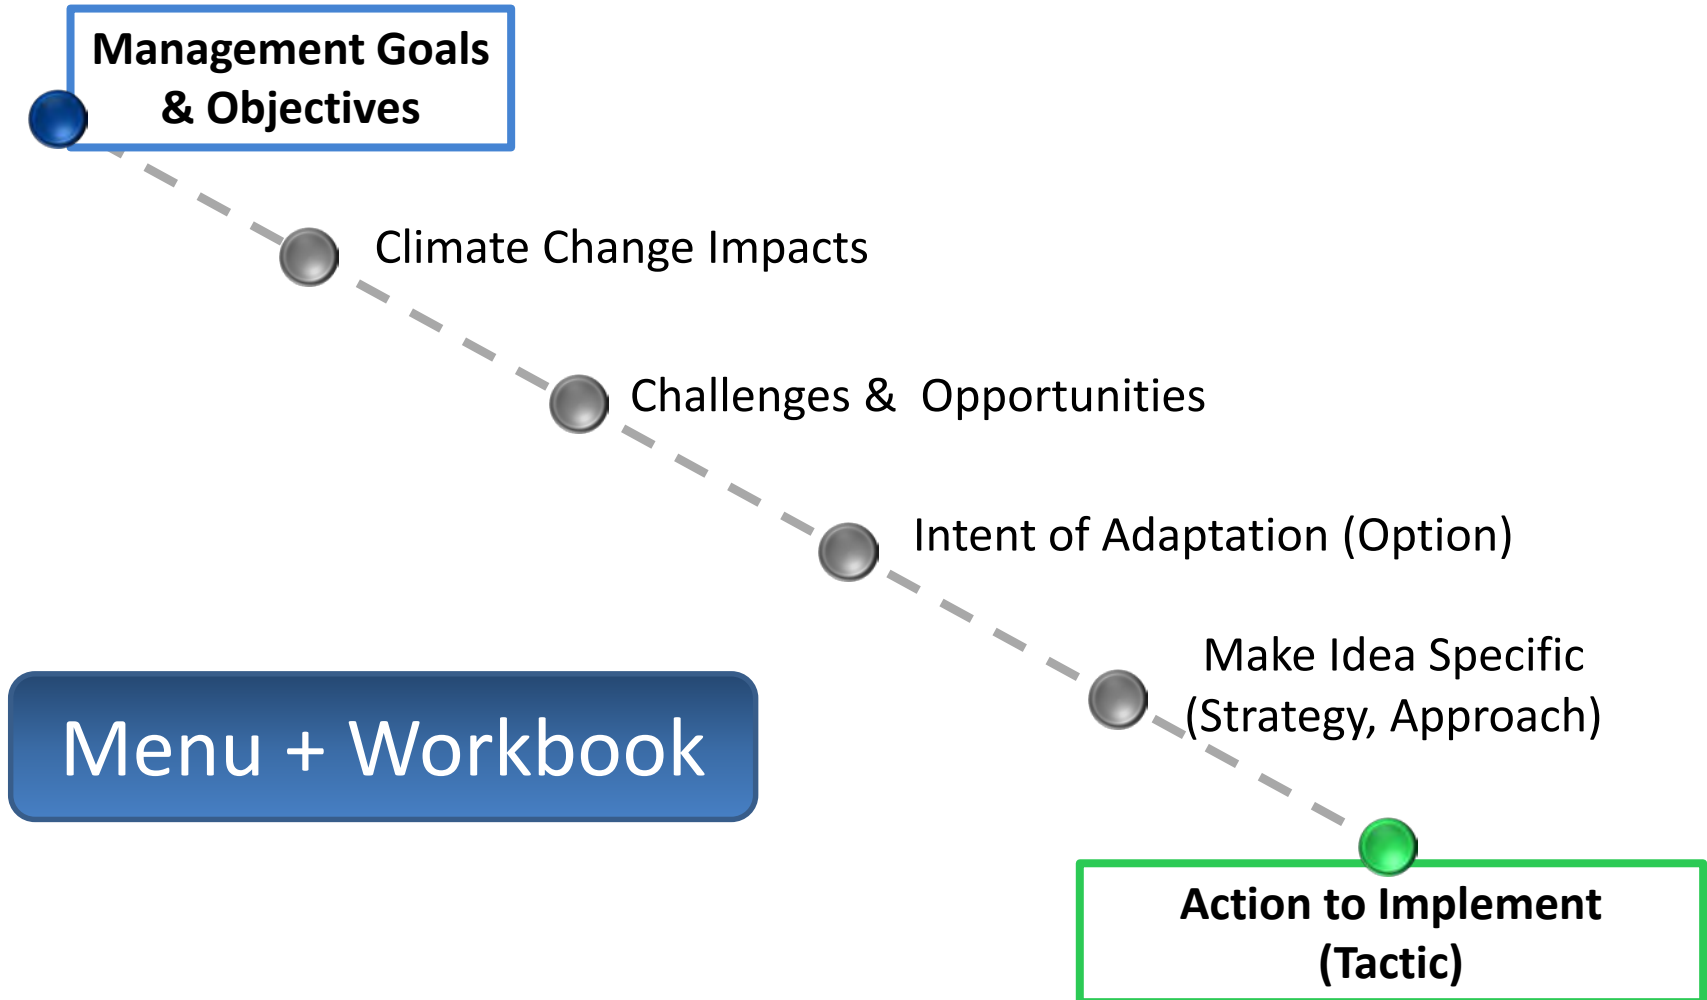 Management Goals
& Objectives
Climate Change Impacts
Challenges &  Opportunities
Intent of Adaptation (Option)
Make Idea Specific
(Strategy, Approach)
Menu + Workbook
Action to Implement
(Tactic)